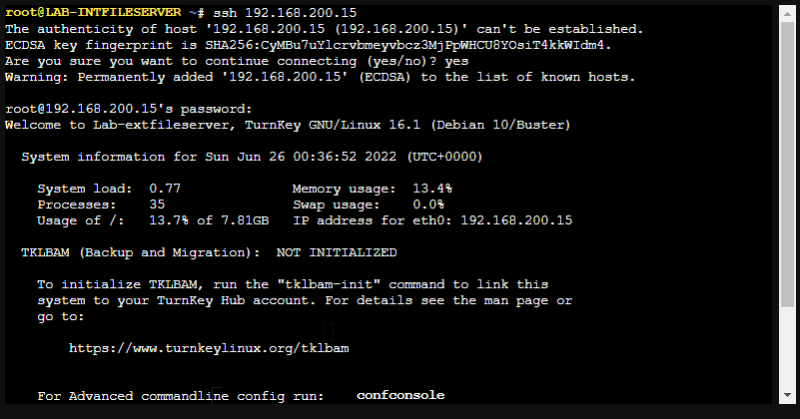 root@LAB-INTFILESERVER ~# ssh 192.168.200.15
The authenticity of host '192.168.200.15 (192.168.200.15)' can't be established.
ECDSA key fingerprint is SHA256:CyMBu7uYlcrvbmeyvbcz3MjPpWHCU8YOsiT4kkWIdm4.
Are you sure you want to continue connecting (yes/no)? yes
Warning: Permanently added '192.168.200.15' (ECDSA) to the list of known hosts.
root@192.168.200.15's password:
Welcome to Lab-extfileserver, TurnKey GNU/Linux 16.1 (Debian 10/Buster)
System information for Sun Jun 26 00:36:52 2022 (UTC+0000)
System load: 0.77 Memory usage: 13.4%
Processes: 35 Swap usage: 0.0%
Usage of /: 13.7% of 7.81GB IP address for eth0: 192.168.200.15
TKLBAM (Backup and Migration): NOT INITIALIZED
To initialize TKLBAM, run the "tklbam-init" command to link this
system to your TurnKey Hub account. For details see the man page or
go to:
https://www.turnkeylinux.org/tklbam
For Advanced commandline config run: confconsole